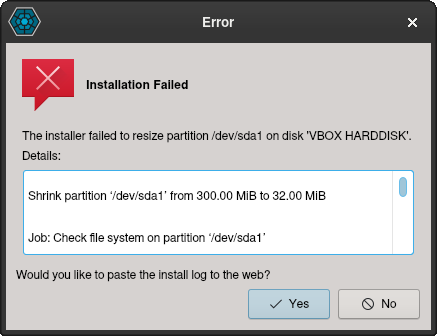 Error
Installation Failed
The installer failed to resize partition /dev/sda1 on disk 'VBOX HARDDISK'.
Details:
Shrink partition ‘/dev/sda1’ from 300.00 MiB to 32.00 MiB
Job: Check file system on partition ‘/dev/sda1’
Would you like to paste the install log to the web?
Yes
No